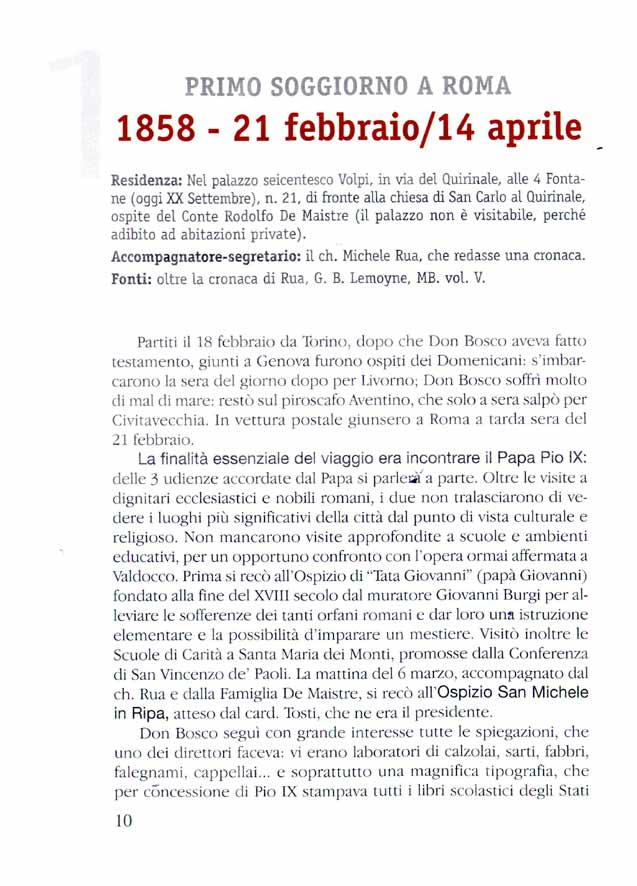 1
PRIMO SOGGIORNO A ROMA
1858 - 21 febbraio/14 aprile
Residenza: Nel palazzo seicentesco Volpi, in via del Quirinale, alle 4 Fonta-
ne (oggi XX Settembre), n. 21, di fronte alla chiesa di San Carlo al Quirinale,
ospite del Conte Rodolfo De Maistre (il palazzo non è visitabile, perché
adibito ad abitazioni private).
Accompagnatore-segretario: il ch. Michele Rua, che redasse una cronaca.
Fonti: oltre la cronaca di Rua, G. B. Lemoyne, MB. vol. V.
Partiti il 18 febbraio da Torino, dopo che Don Bosco aveva fatto
testamento, giunti a Genova furono ospiti dei Domenicani: s'imbar-
carono la sera del giorno dopo per Livorno; Don Bosco soffrì molto
di mal di mare: restò sul piroscafo Aventino, che solo a sera salpò per
Civitavecchia. In vettura postale giunsero a Roma a tarda sera del
21 febbraio.
La finalità essenziale del viaggio era incontrare il Papa Pio IX:
delle 3 udienze accordate dal Papa si parlerà a parte. Oltre le visite a
dignitari ecclesiastici e nobili romani, i due non tralasciarono di ve-
dere i luoghi più significativi della città dal punto di vista culturale e
religioso. Non mancarono visite approfondite a scuole e ambienti
educativi, per un opportuno confronto con l'opera ormai affermata a
Valdocco. Prima si recò all'Ospizio di "Tata Giovanni" (papà Giovanni)
fondato alla fine del XVIII secolo dal muratore Giovanni Burgi per al-
leviare le sofferenze dei tanti orfani romani e dar loro una istruzione
elementare e la possibilità d'imparare un mestiere. Visitò inoltre le
Scuole di Carità a Santa Maria dei Monti, promosse dalla Conferenza
di San Vincenzo de' Paoli. La mattina del 6 marzo, accompagnato dal
ch. Rua e dalla Famiglia De Maistre, si recò all'Ospizio San Michele
in Ripa, atteso dal card. Tosti, che ne era il presidente.
Don Bosco seguì con grande interesse tutte le spiegazioni, che
uno dei direttori faceva: vi erano laboratori di calzolai, sarti, fabbri,
falegnami, cappellai... e soprattutto una magnifica tipografia, che
per concessione di Pio IX stampava tutti i libri scolastici degli Stati
10